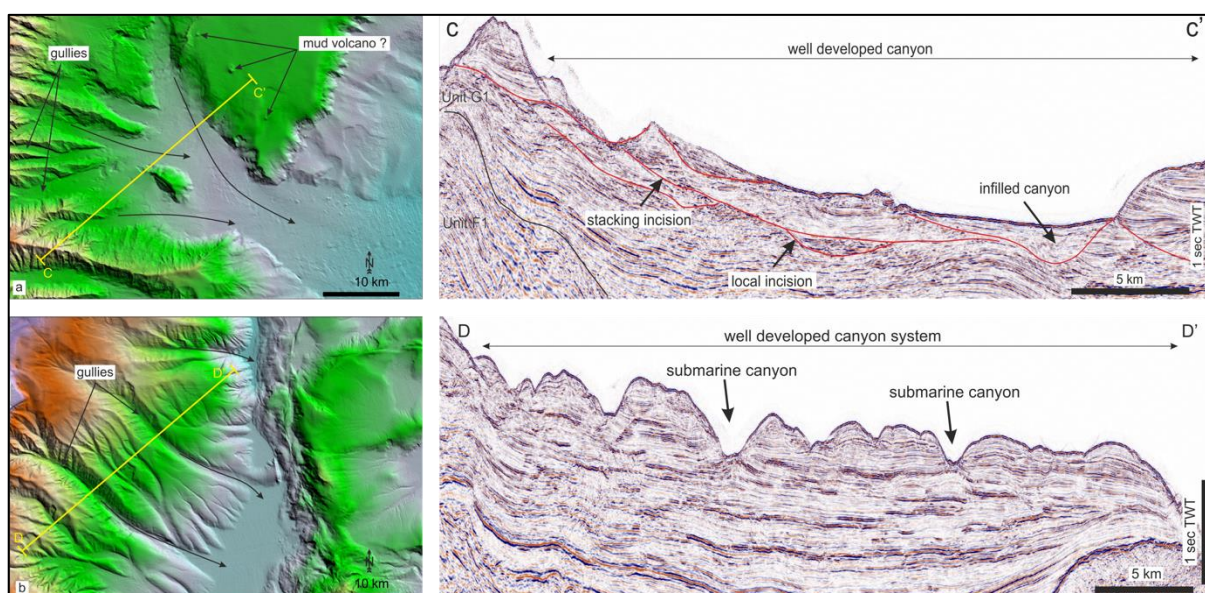 gullies
mud volcano ?
C'
C
N
10 km
a
C
C'
well developed canyon
Unit G1
Unit F1
stacking incision
local incision
infilled canyon
1 sec TWT
5 km
gullies
D'
D
N
10 km
b
D
D'
well developed canyon system
submarine canyon
submarine canyon
1 sec TWT
5 km